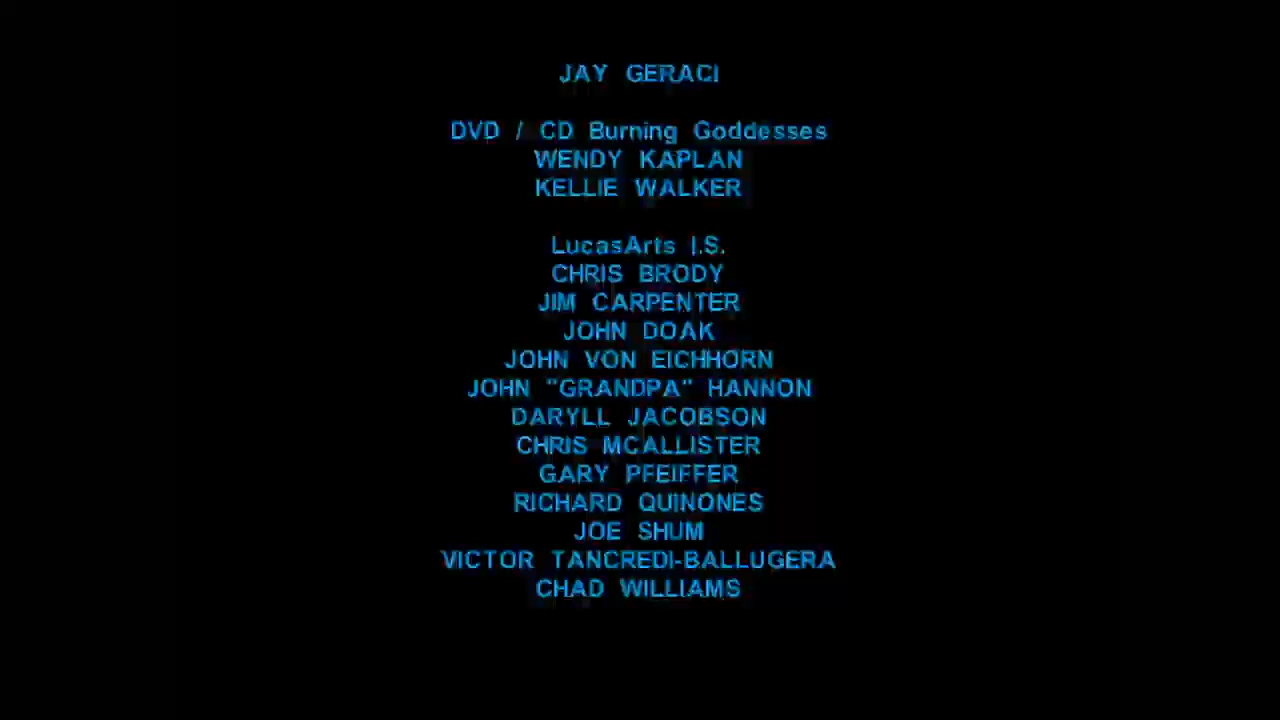 JAY GERACI
DVD / CD Burning Goddesses
WENDY KAPLAN
KELLIE WALKER
LucasArts I.S.
CHRIS BRODY
JIM CARPENTER
JOHN DOAK
JOHN VON EICHHORN
JOHN "GRANDPA" HANNON
DARYLL JACOBSON
CHRIS MCALLISTER
GARY PFEIFFER
RICHARD QUINONES
JOE SHUM
VICTOR TANCREDI-BALLUGERA
CHAD WILLIAMS